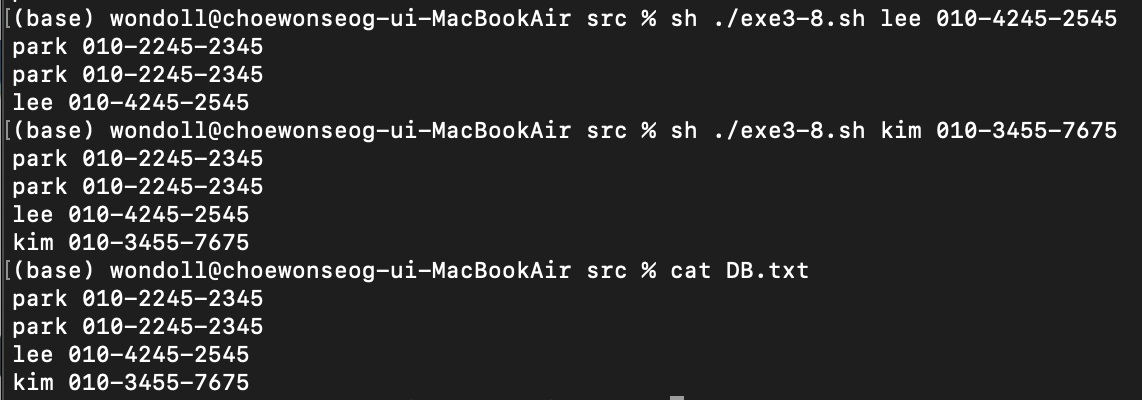 [(base) wondoll@choewonseog-ui-MacBookAir src % sh ./exe3-8.sh lee 010-4245-2545
park 010-2245-2345
park 010-2245-2345
lee 010-4245-2545
[(base) wondoll@choewonseog-ui-MacBookAir src % sh ./exe3-8.sh kim 010-3455-7675
park 010-2245-2345
park 010-2245-2345
lee 010-4245-2545
kim 010-3455-7675
[(base) wondoll@choewonseog-ui-MacBookAir src % cat DB.txt
park 010-2245-2345
park 010-2245-2345
lee 010-4245-2545
kim 010-3455-7675